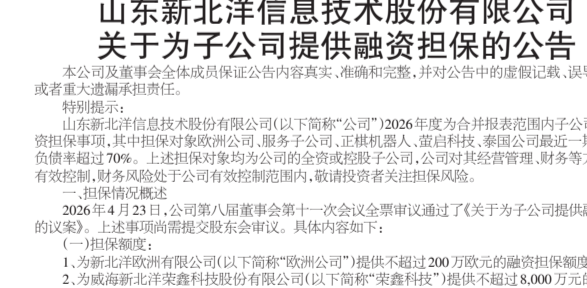 山东新北洋信息技术股份有限公司
关于为子公司提供融资担保的公告
本公司及董事会全体成员保证公告内容真实、准确和完整，并对公告中的虚假记载、误
或者重大遗漏承担责任。
特别提示：
山东新北洋信息技术股份有限公司（以下简称“公司”）2026年度为合并报表范围内子公
资担保事项，其中担保对象欧洲公司、服务子公司、正棋机器人、萤启科技、泰国公司最近一
负债率超过70%。上述担保对象均为公司的全资或控股子公司，公司对其经营管理、财务等
有效控制，财务风险处于公司有效控制范围内，敬请投资者关注担保风险。
一、担保情况概述
2026年4月23日，公司第八届董事会第十一次会议全票审议通过了《关于为子公司提供
的议案》。上述事项尚需提交股东会审议。具体内容如下：
（一）担保额度：
1、为新北洋欧洲有限公司（以下简称“欧洲公司”）提供不超过200万欧元的融资担保额
2、为威海新北洋荣鑫科技股份有限公司（以下简称“荣鑫科技”）提供不超过8,000万元